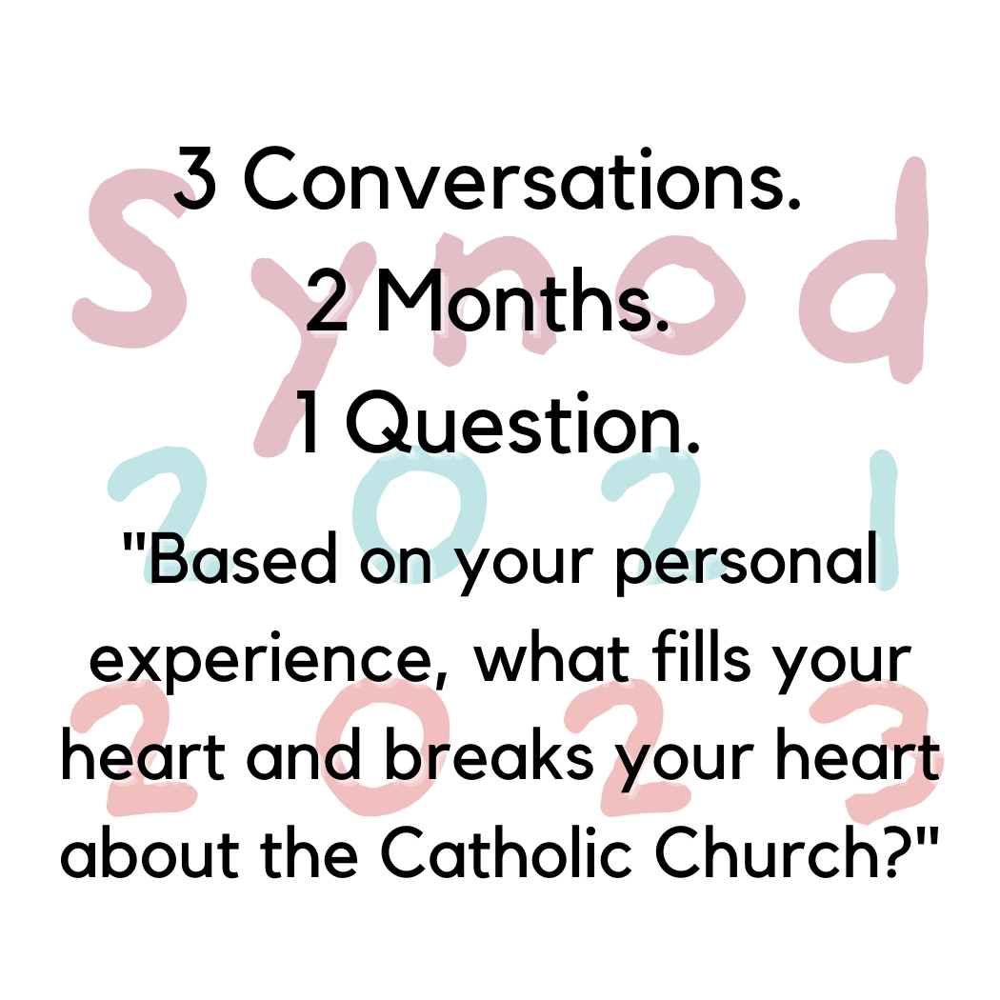 3 Conversations.
Synod
2 Months.
1 Question.
2021
"Based on your personal
experience, what fills your
2023
heart and breaks your heart
about the Catholic Church?"